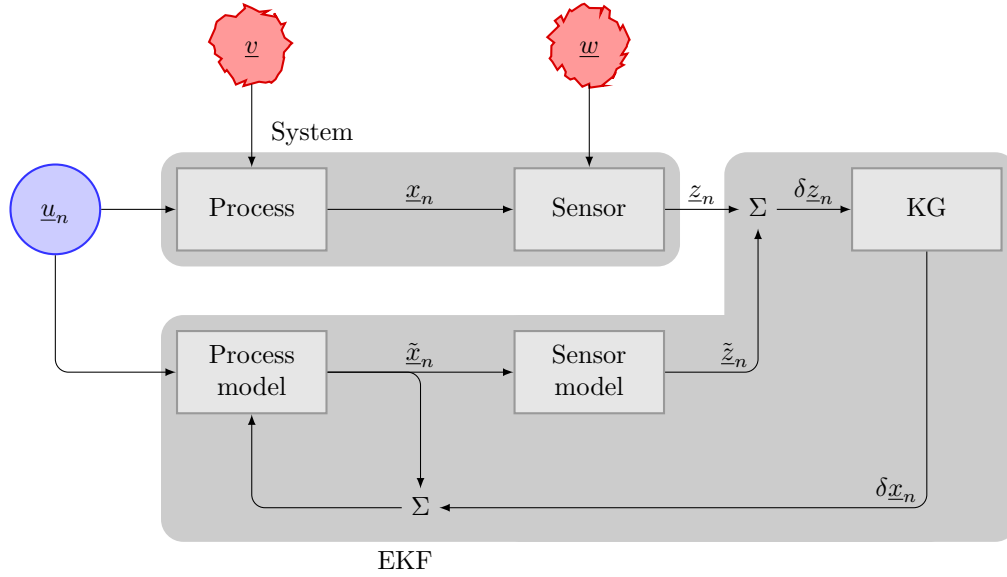 v
w
System
u_n
Process
x_n
Sensor
z_n
Σ
δz_n
KG
Process
model
x̃_n
Sensor
model
z̃_n
Σ
δx_n
EKF